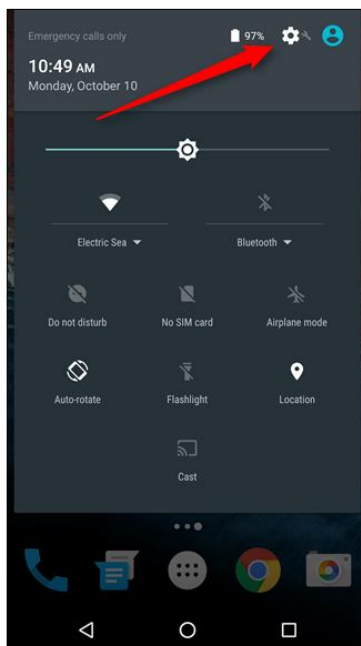 Emergency calls only
97%
10:49 AM
Monday, October 10
Electric Sea
Bluetooth
Do not disturb
No SIM card
Airplane mode
Auto-rotate
Flashlight
Location
Cast